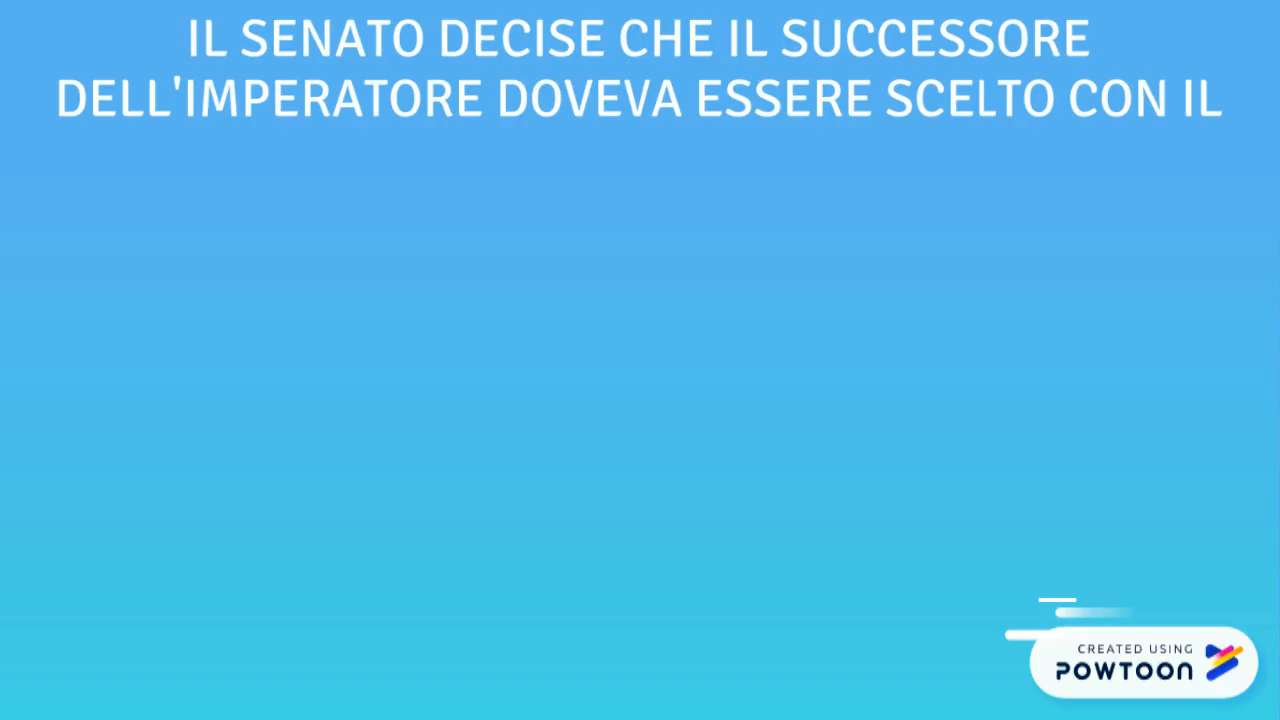 IL SENATO DECISE CHE IL SUCCESSORE
DELL'IMPERATORE DOVEVA ESSERE SCELTO CON IL
CREATED USING
POWTOON